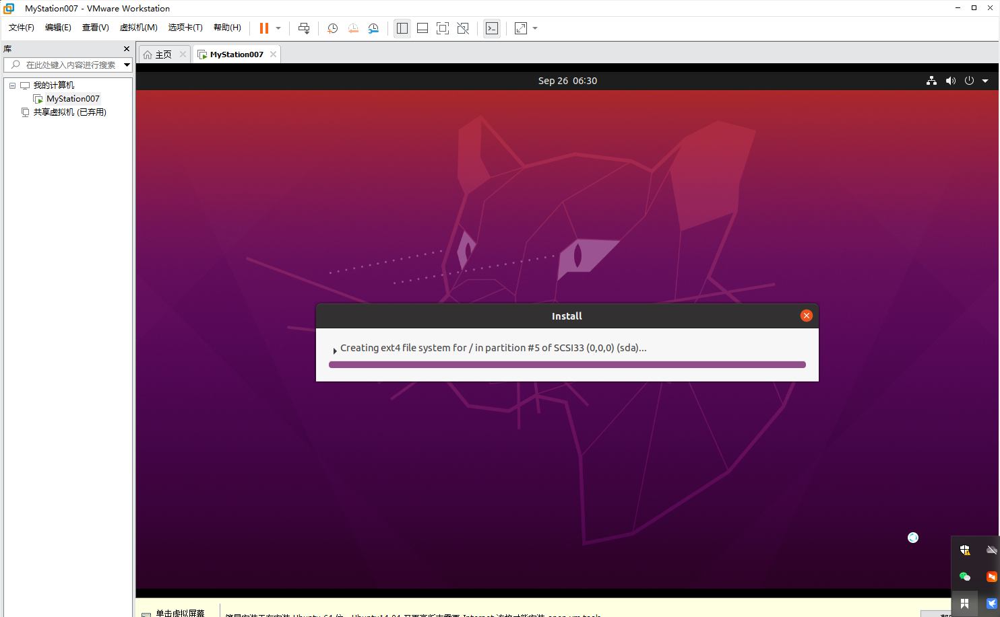 MyStation007 - VMware Workstation
文件(F) 编辑(E) 查看(V) 虚拟机(M) 选项卡(T) 帮助(H)
库
在此处键入内容进行搜索
我的计算机
MyStation007
共享虚拟机 (已弃用)
主页 MyStation007
Sep 26 06:30
Install
Creating ext4 file system for / in partition #5 of SCSI33 (0,0,0) (sda)...
单击虚拟屏幕